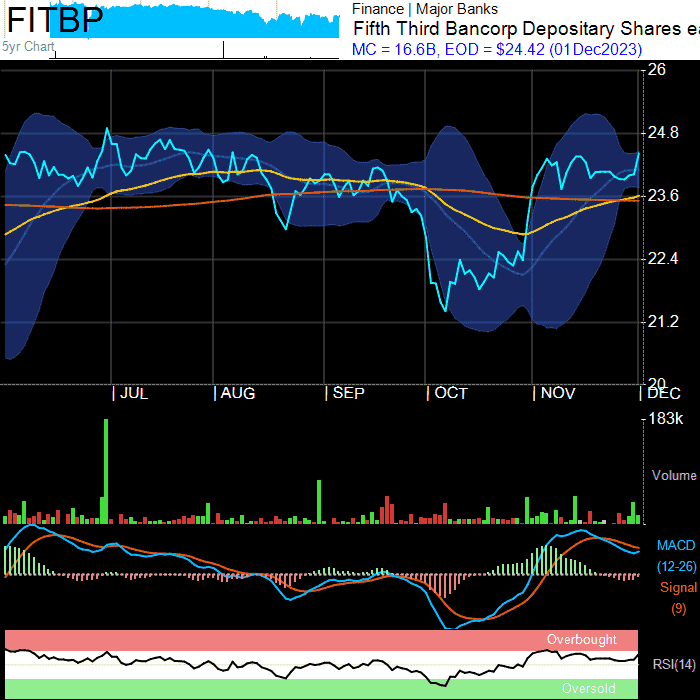 FITBP
5yr Chart
Finance | Major Banks
Fifth Third Bancorp Depositary Shares ea
MC = 16.6B, EOD = $24.42 (01Dec2023)
26
24.8
23.6
22.4
21.2
20
| JUL | AUG | SEP | OCT | NOV | DEC
183k
Volume
MACD
(12-26)
Signal
(9)
Overbought
RSI(14)
Oversold